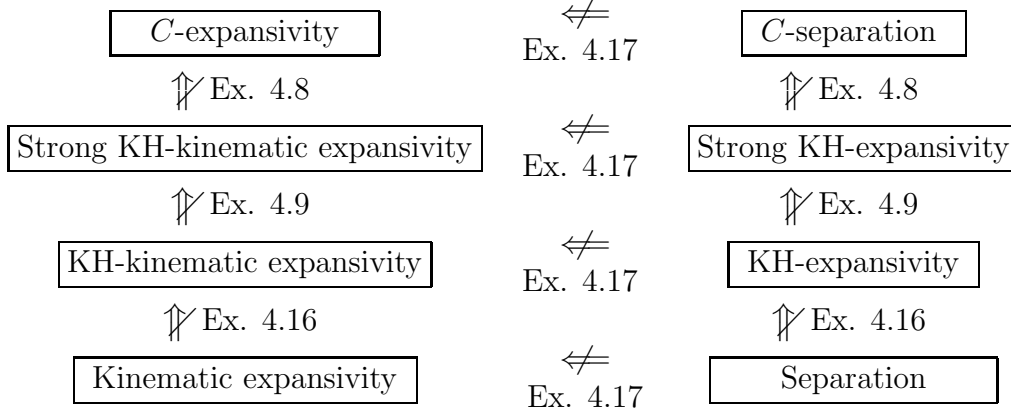 C-expansivity ⇍ C-separation
Ex. 4.17
⇑̸ Ex. 4.8 ⇑̸ Ex. 4.8
Strong KH-kinematic expansivity ⇍ Strong KH-expansivity
Ex. 4.17
⇑̸ Ex. 4.9 ⇑̸ Ex. 4.9
KH-kinematic expansivity ⇍ KH-expansivity
Ex. 4.17
⇑̸ Ex. 4.16 ⇑̸ Ex. 4.16
Kinematic expansivity ⇍ Separation
Ex. 4.17